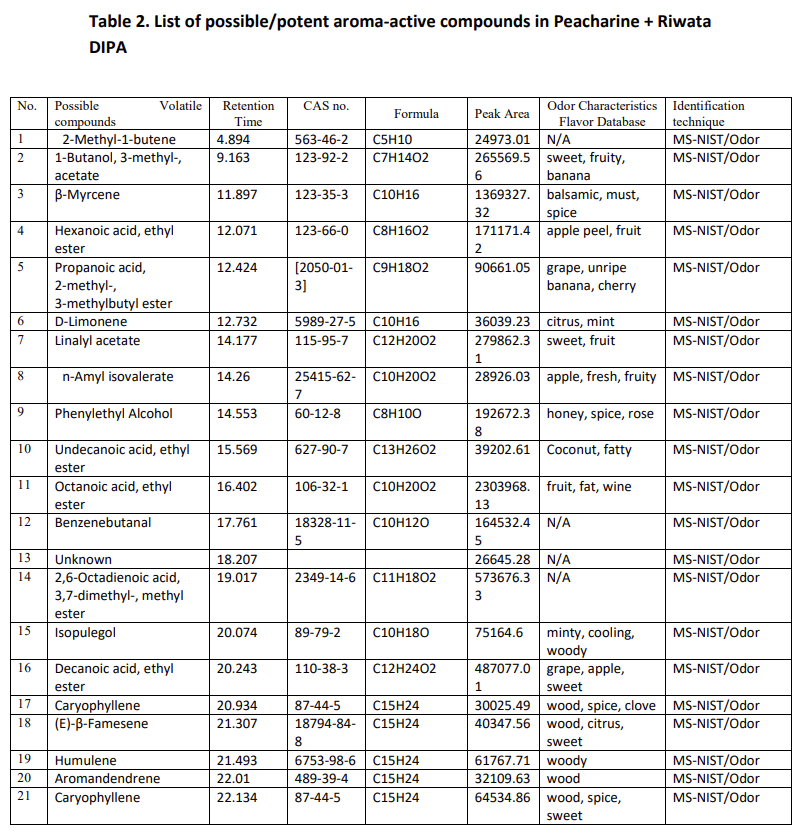 Table 2. List of possible/potent aroma-active compounds in Peacharine + Riwata
DIPA
No. Possible Volatile compounds Retention Time CAS no. Formula Peak Area Odor Characteristics Flavor Database Identification technique
1 2-Methyl-1-butene 4.894 563-46-2 C5H10 24973.01 N/A MS-NIST/Odor
2 1-Butanol, 3-methyl-, acetate 9.163 123-92-2 C7H14O2 265569.56 sweet, fruity, banana MS-NIST/Odor
3 β-Myrcene 11.897 123-35-3 C10H16 1369327.32 balsamic, must, spice MS-NIST/Odor
4 Hexanoic acid, ethyl ester 12.071 123-66-0 C8H16O2 171171.42 apple peel, fruit MS-NIST/Odor
5 Propanoic acid, 2-methyl-, 3-methylbutyl ester 12.424 [2050-01-3] C9H18O2 90661.05 grape, unripe banana, cherry MS-NIST/Odor
6 D-Limonene 12.732 5989-27-5 C10H16 36039.23 citrus, mint MS-NIST/Odor
7 Linalyl acetate 14.177 115-95-7 C12H20O2 279862.31 sweet, fruit MS-NIST/Odor
8 n-Amyl isovalerate 14.26 25415-62-7 C10H20O2 28926.03 apple, fresh, fruity MS-NIST/Odor
9 Phenylethyl Alcohol 14.553 60-12-8 C8H10O 192672.38 honey, spice, rose MS-NIST/Odor
10 Undecanoic acid, ethyl ester 15.569 627-90-7 C13H26O2 39202.61 Coconut, fatty MS-NIST/Odor
11 Octanoic acid, ethyl ester 16.402 106-32-1 C10H20O2 2303968.13 fruit, fat, wine MS-NIST/Odor
12 Benzenebutanal 17.761 18328-11-5 C10H12O 164532.45 N/A MS-NIST/Odor
13 Unknown 18.207 26645.28 N/A MS-NIST/Odor
14 2,6-Octadienoic acid, 3,7-dimethyl-, methyl ester 19.017 2349-14-6 C11H18O2 573676.33 N/A MS-NIST/Odor
15 Isopulegol 20.074 89-79-2 C10H18O 75164.6 minty, cooling, woody MS-NIST/Odor
16 Decanoic acid, ethyl ester 20.243 110-38-3 C12H24O2 487077.01 grape, apple, sweet MS-NIST/Odor
17 Caryophyllene 20.934 87-44-5 C15H24 30025.49 wood, spice, clove MS-NIST/Odor
18 (E)-β-Famesene 21.307 18794-84-8 C15H24 40347.56 wood, citrus, sweet MS-NIST/Odor
19 Humulene 21.493 6753-98-6 C15H24 61767.71 woody MS-NIST/Odor
20 Aromandendrene 22.01 489-39-4 C15H24 32109.63 wood MS-NIST/Odor
21 Caryophyllene 22.134 87-44-5 C15H24 64534.86 wood, spice, sweet MS-NIST/Odor